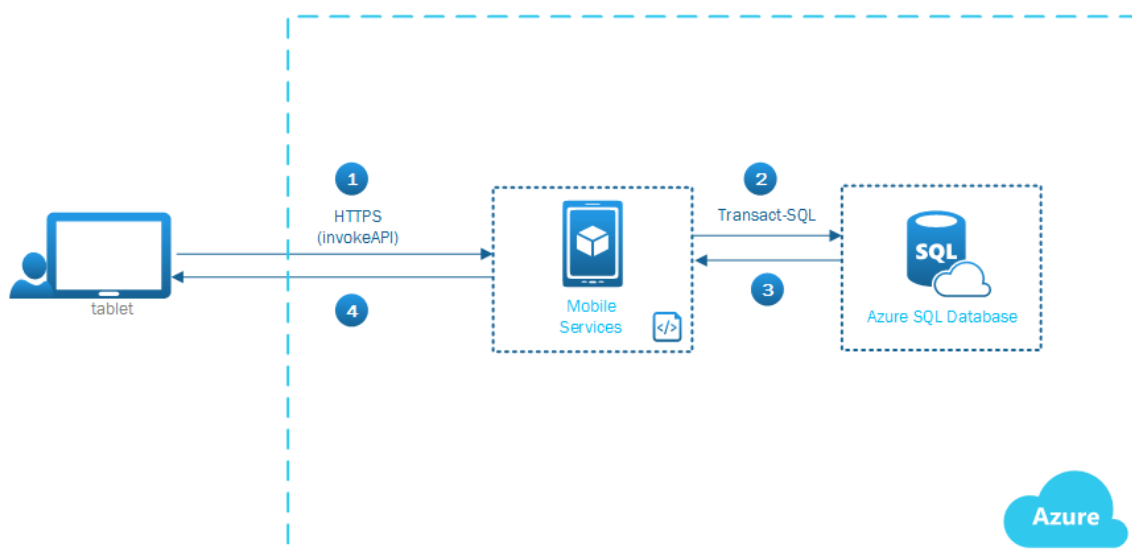 1
HTTPS
(invokeAPI)
2
Transact-SQL
SQL
tablet
4
Mobile
Services
</>
3
Azure SQL Database
Azure